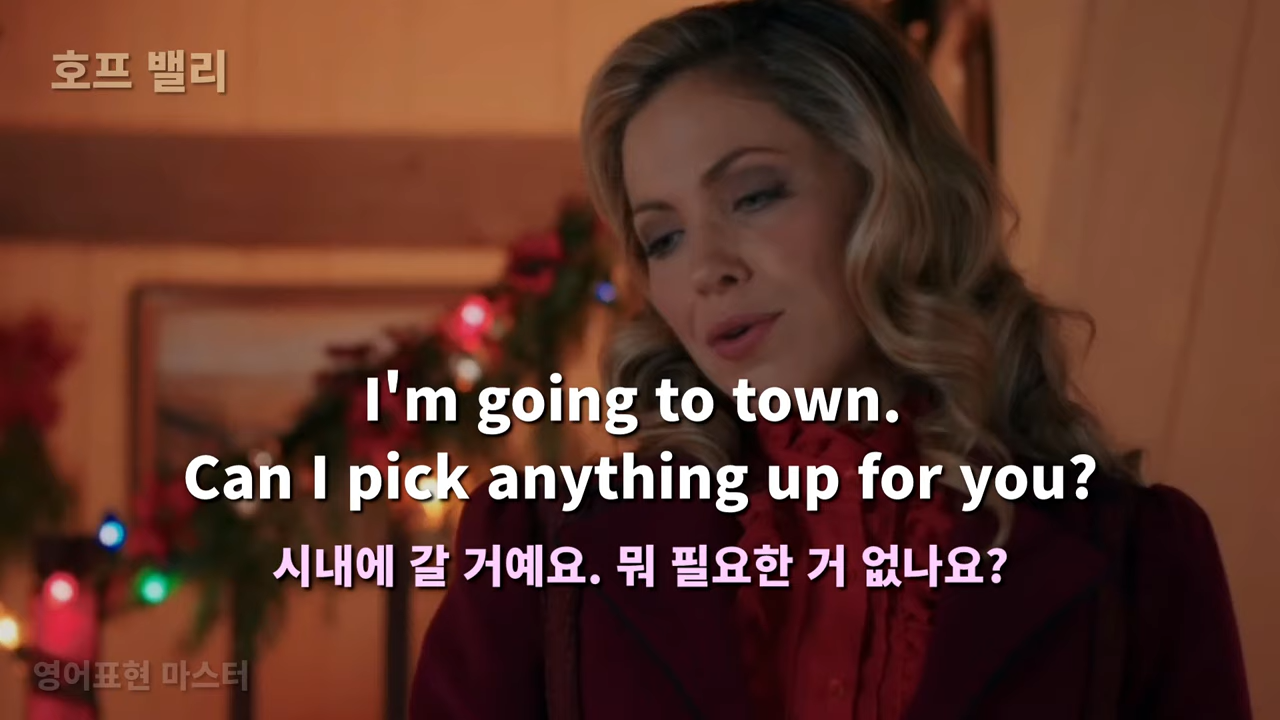 호프 밸리
I'm going to town.
Can I pick anything up for you?
시내에 갈 거예요. 뭐 필요한 거 없나요?
영어표현 마스터